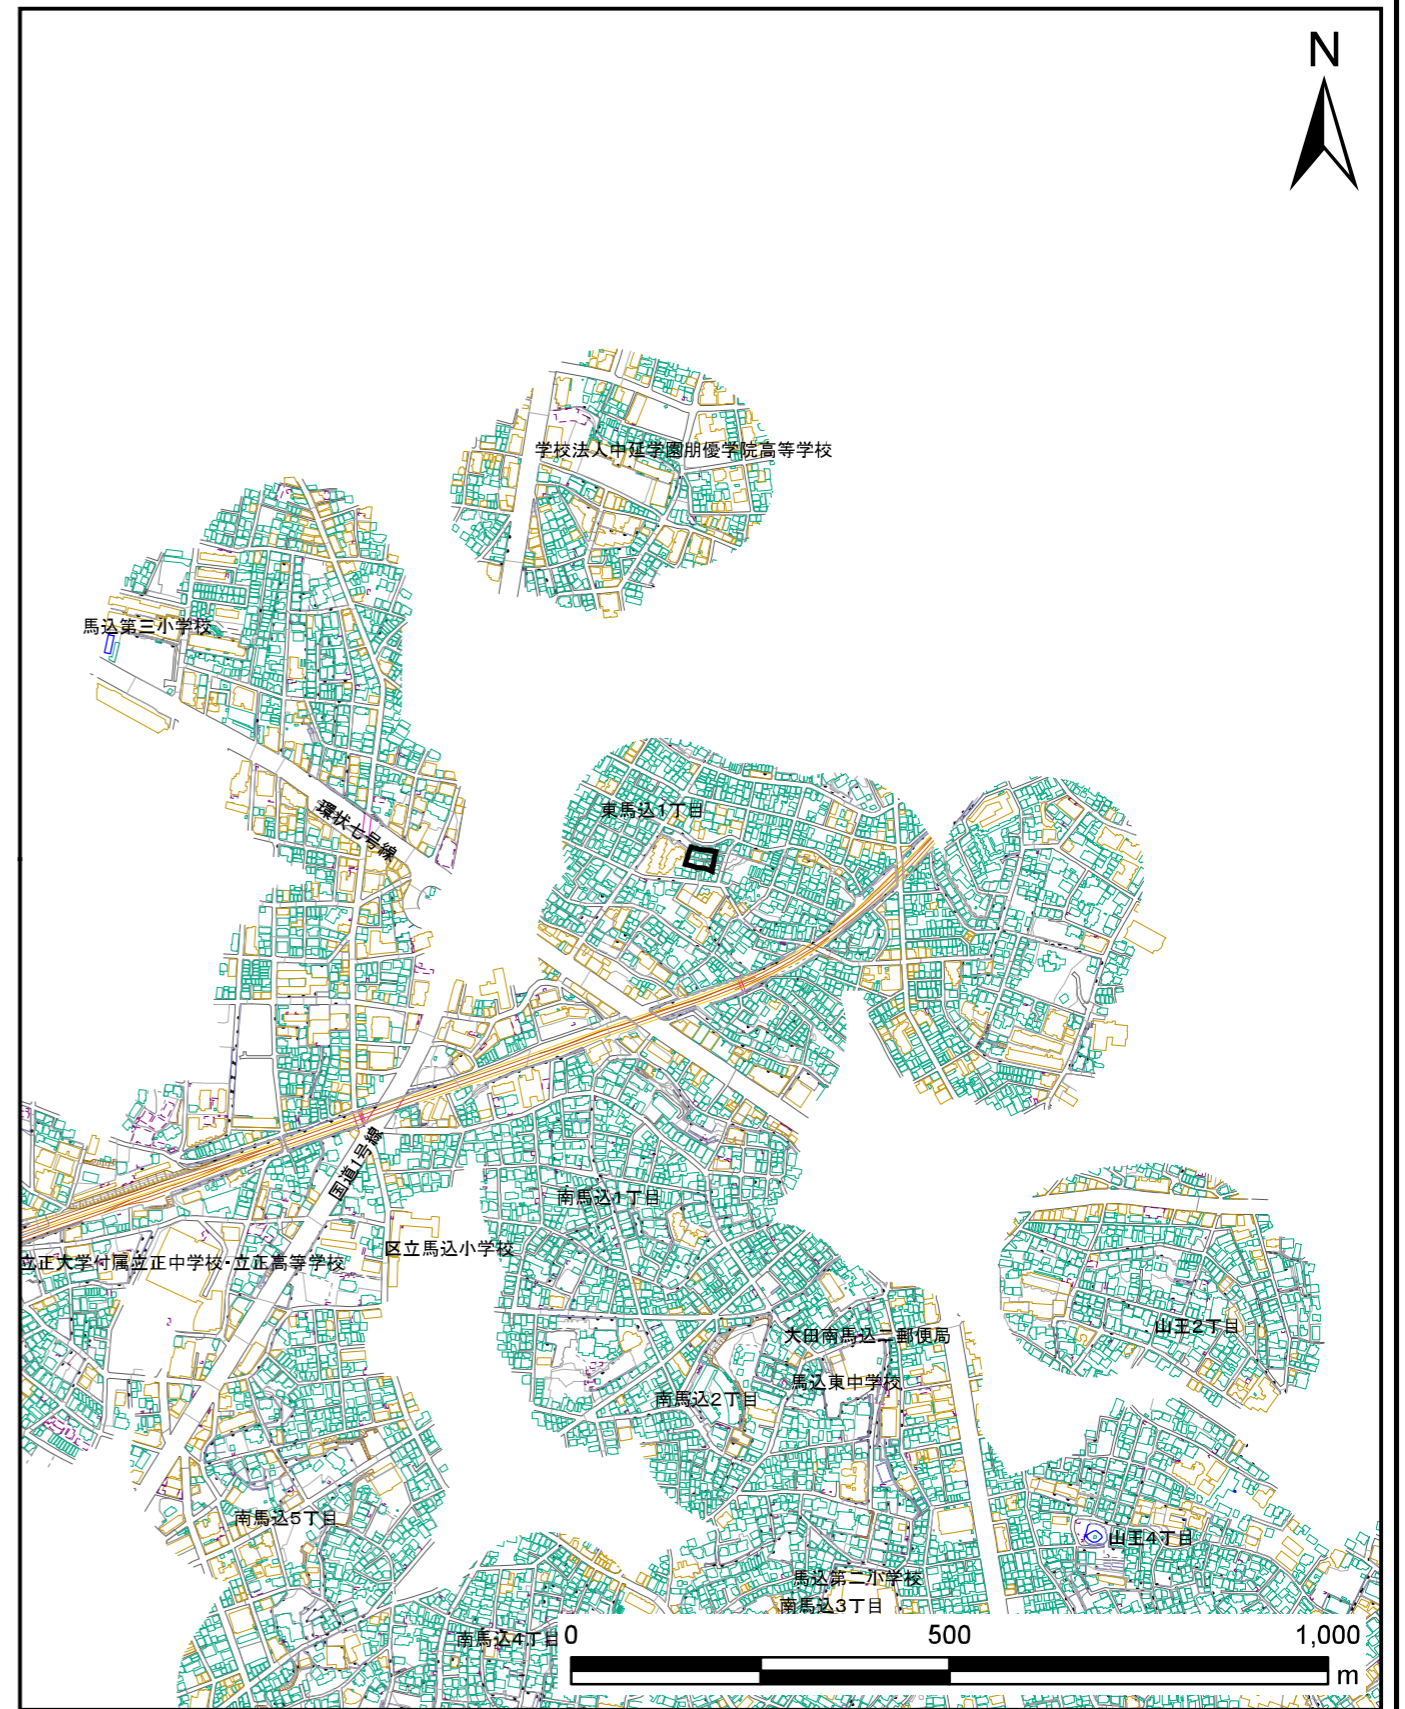 N
学校法人中延学園朋優学院高等学校
馬込第三小学校
東馬込1丁目
環状七号線
国道1号線
南馬込1丁目
区立馬込小学校
立正大学付属立正中学校・立正高等学校
山王2丁目
大田南馬込二郵便局
馬込東中学校
南馬込2丁目
南馬込5丁目
山王4丁目
馬込第二小学校
南馬込3丁目
南馬込4丁目
0 500 1,000
m